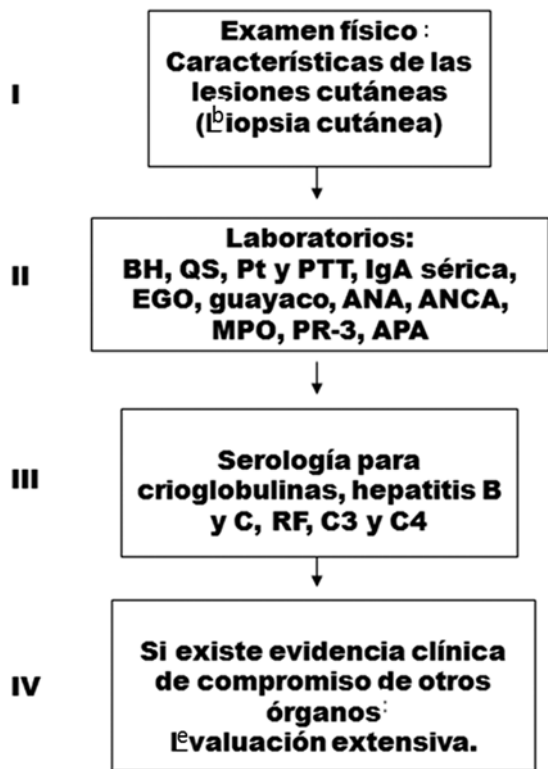 I
Examen físico :
Características de las
lesiones cutáneas
(biopsia cutánea)
II
Laboratorios:
BH, QS, Pt y PTT, IgA sérica,
EGO, guayaco, ANA, ANCA,
MPO, PR-3, APA
III
Serología para
crioglobulinas, hepatitis B
y C, RF, C3 y C4
IV
Si existe evidencia clínica
de compromiso de otros
órganos:
evaluación extensiva.